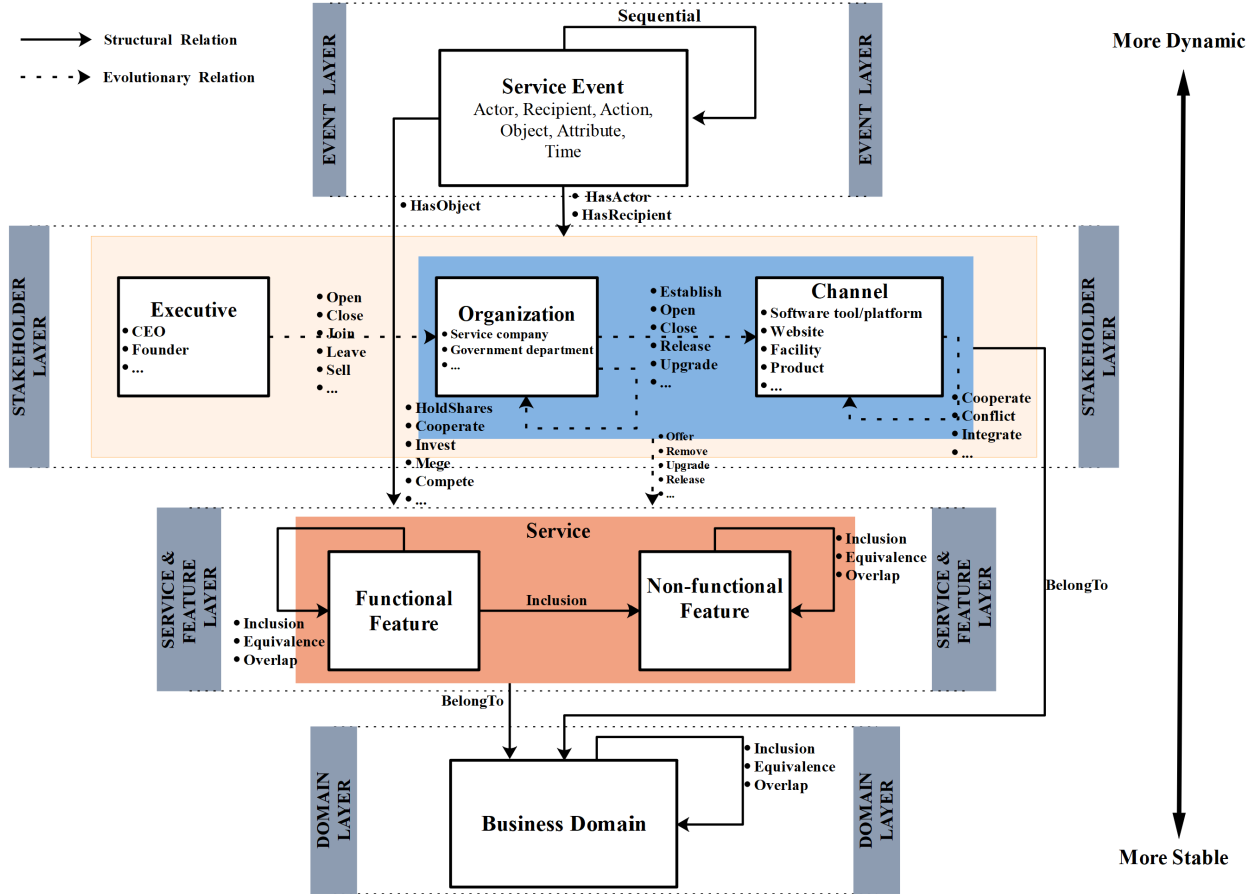 Structural Relation
Evolutionary Relation
More Dynamic
More Stable
EVENT LAYER
EVENT LAYER
Sequential
Service Event
Actor, Recipient, Action,
Object, Attribute,
Time
• HasObject
• HasActor
• HasRecipient
STAKEHOLDER
LAYER
STAKEHOLDER
LAYER
Executive
• CEO
• Founder
• ...
• Open
• Close
• Join
• Leave
• Sell
• ...
Organization
• Service company
• Government department
• ...
• Establish
• Open
• Close
• Release
• Upgrade
• ...
Channel
• Software tool/platform
• Website
• Facility
• Product
• ...
• Cooperate
• Conflict
• Integrate
• ...
• HoldShares
• Cooperate
• Invest
• Mege
• Compete
• ...
• Offer
• Remove
• Upgrade
• Release
• ...
SERVICE &
FEATURE
LAYER
SERVICE &
FEATURE
LAYER
Service
Functional
Feature
Inclusion
Non-functional
Feature
• Inclusion
• Equivalence
• Overlap
• Inclusion
• Equivalence
• Overlap
BelongTo
BelongTo
DOMAIN
LAYER
DOMAIN
LAYER
Business Domain
• Inclusion
• Equivalence
• Overlap